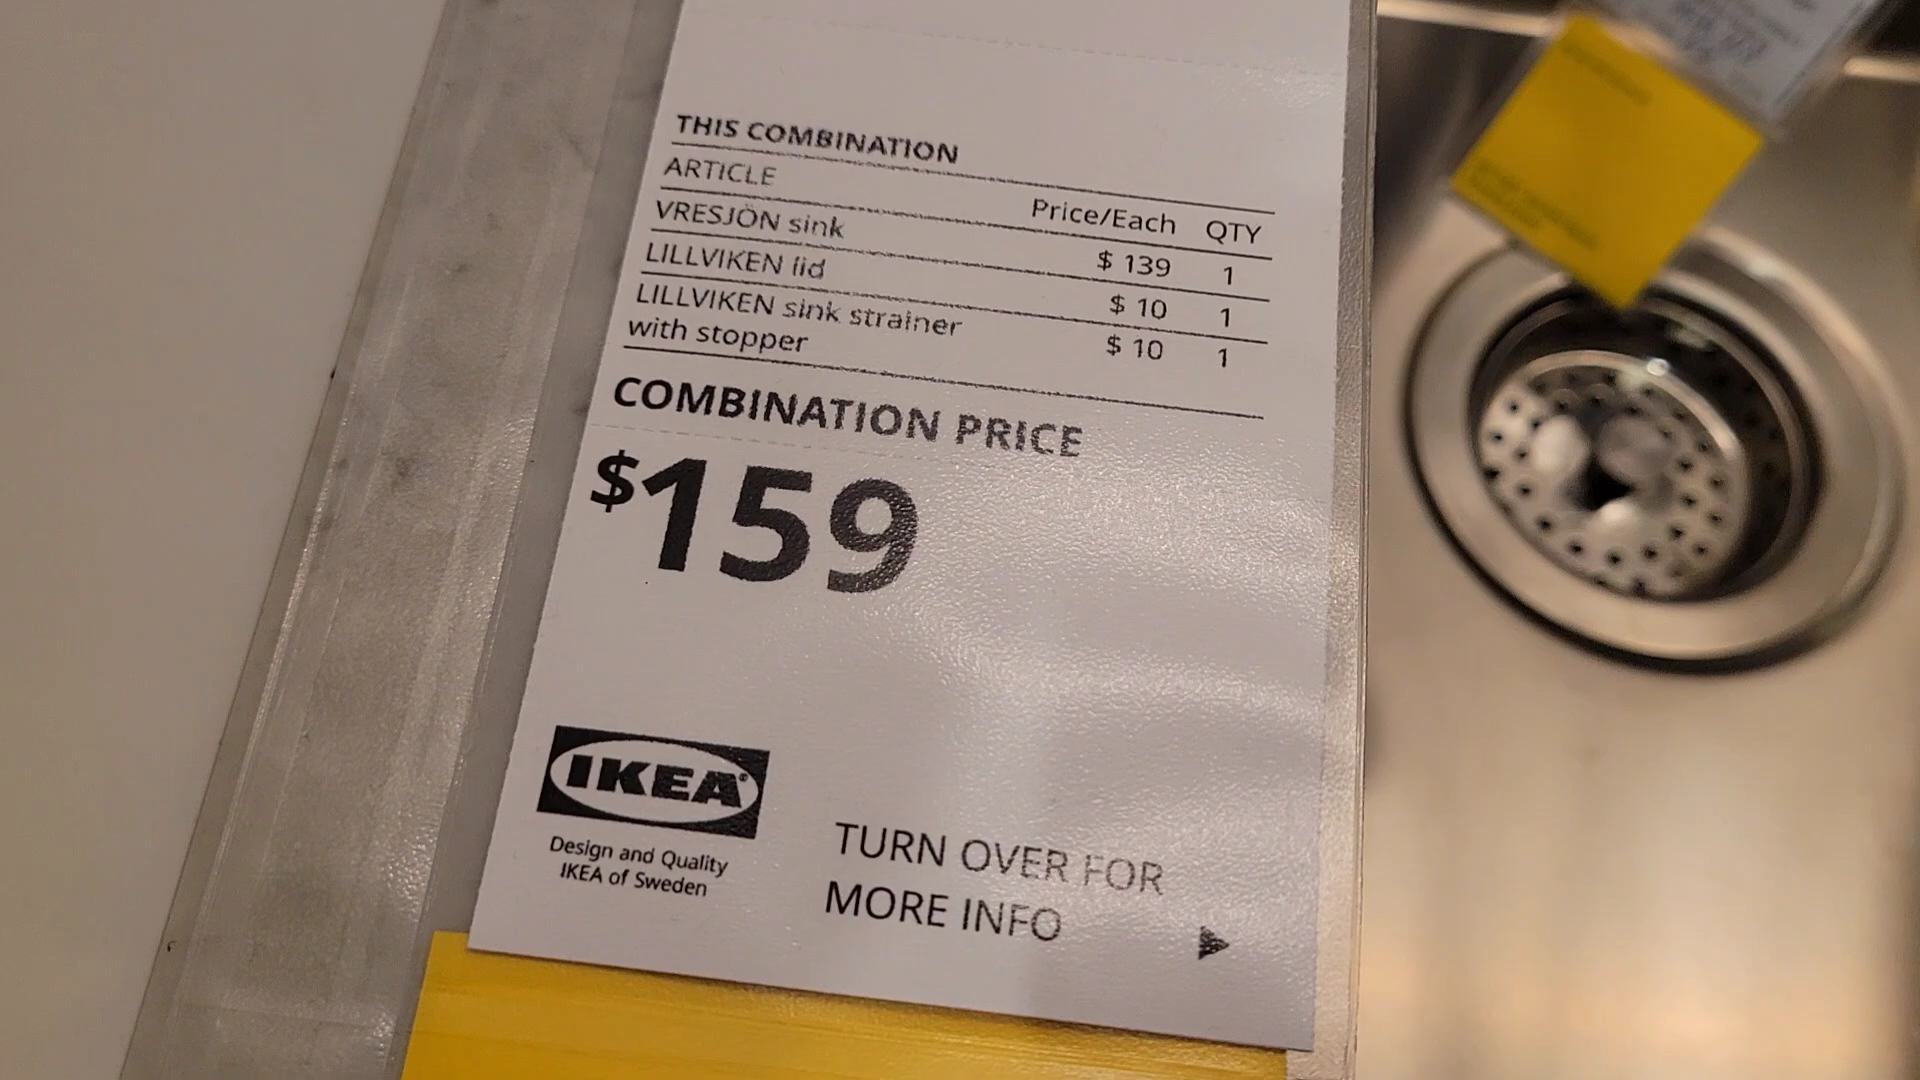 THIS COMBINATION
ARTICLE Price/Each QTY
VRESJÖN sink $ 139 1
LILLVIKEN lid $ 10 1
LILLVIKEN sink strainer
with stopper $ 10 1
COMBINATION PRICE
$159
IKEA®
Design and Quality
IKEA of Sweden
TURN OVER FOR
MORE INFO